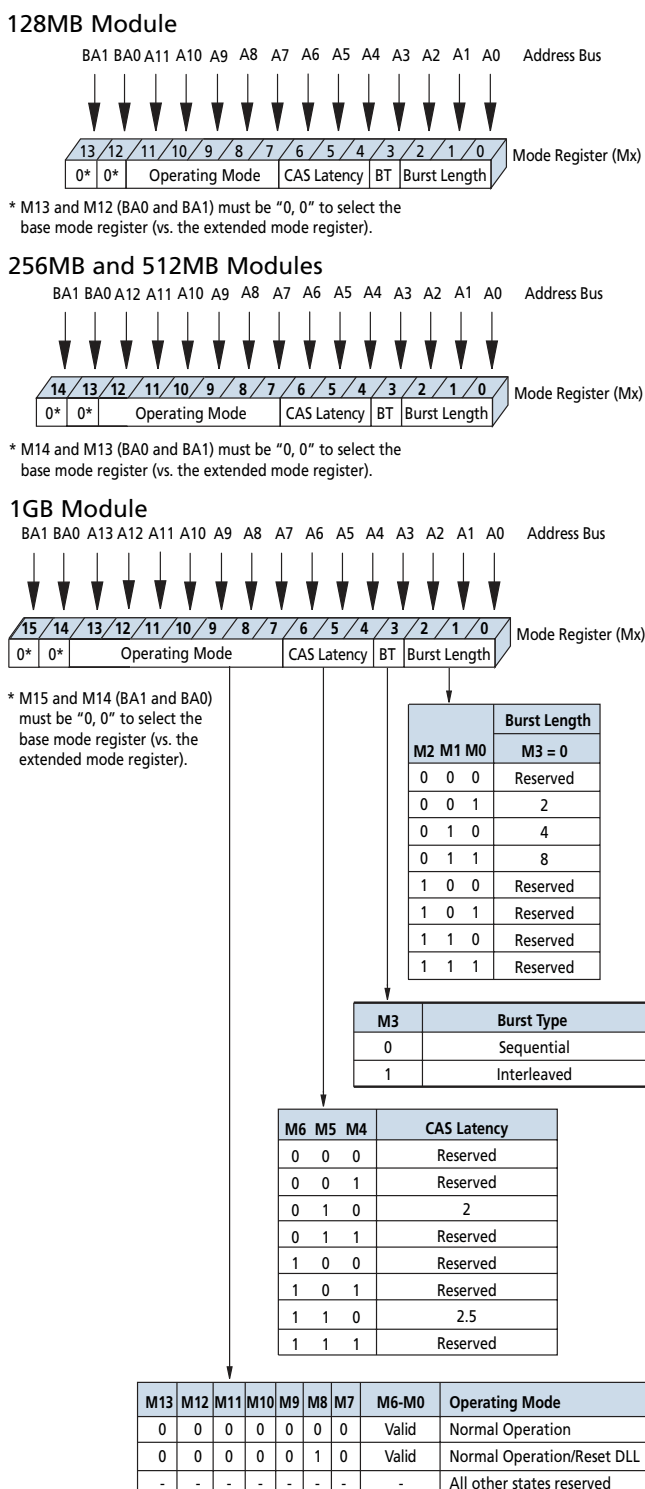 128MB Module
BA1 BA0 A11 A10 A9 A8 A7 A6 A5 A4 A3 A2 A1 A0 Address Bus
13 12 11 10 9 8 7 6 5 4 3 2 1 0 Mode Register (Mx)
0* 0* Operating Mode CAS Latency BT Burst Length
* M13 and M12 (BA0 and BA1) must be “0, 0” to select the
base mode register (vs. the extended mode register).
256MB and 512MB Modules
BA1 BA0 A12 A11 A10 A9 A8 A7 A6 A5 A4 A3 A2 A1 A0 Address Bus
14 13 12 11 10 9 8 7 6 5 4 3 2 1 0 Mode Register (Mx)
0* 0* Operating Mode CAS Latency BT Burst Length
* M14 and M13 (BA0 and BA1) must be “0, 0” to select the
base mode register (vs. the extended mode register).
1GB Module
BA1 BA0 A13 A12 A11 A10 A9 A8 A7 A6 A5 A4 A3 A2 A1 A0 Address Bus
15 14 13 12 11 10 9 8 7 6 5 4 3 2 1 0 Mode Register (Mx)
0* 0* Operating Mode CAS Latency BT Burst Length
* M15 and M14 (BA1 and BA0)
must be “0, 0” to select the
base mode register (vs. the
extended mode register).
Burst Length
M2 M1 M0 M3 = 0
0 0 0 Reserved
0 0 1 2
0 1 0 4
0 1 1 8
1 0 0 Reserved
1 0 1 Reserved
1 1 0 Reserved
1 1 1 Reserved
M3 Burst Type
0 Sequential
1 Interleaved
M6 M5 M4 CAS Latency
0 0 0 Reserved
0 0 1 Reserved
0 1 0 2
0 1 1 Reserved
1 0 0 Reserved
1 0 1 Reserved
1 1 0 2.5
1 1 1 Reserved
M13 M12 M11 M10 M9 M8 M7 M6-M0 Operating Mode
0 0 0 0 0 0 0 Valid Normal Operation
0 0 0 0 0 1 0 Valid Normal Operation/Reset DLL
- - - - - - - - All other states reserved